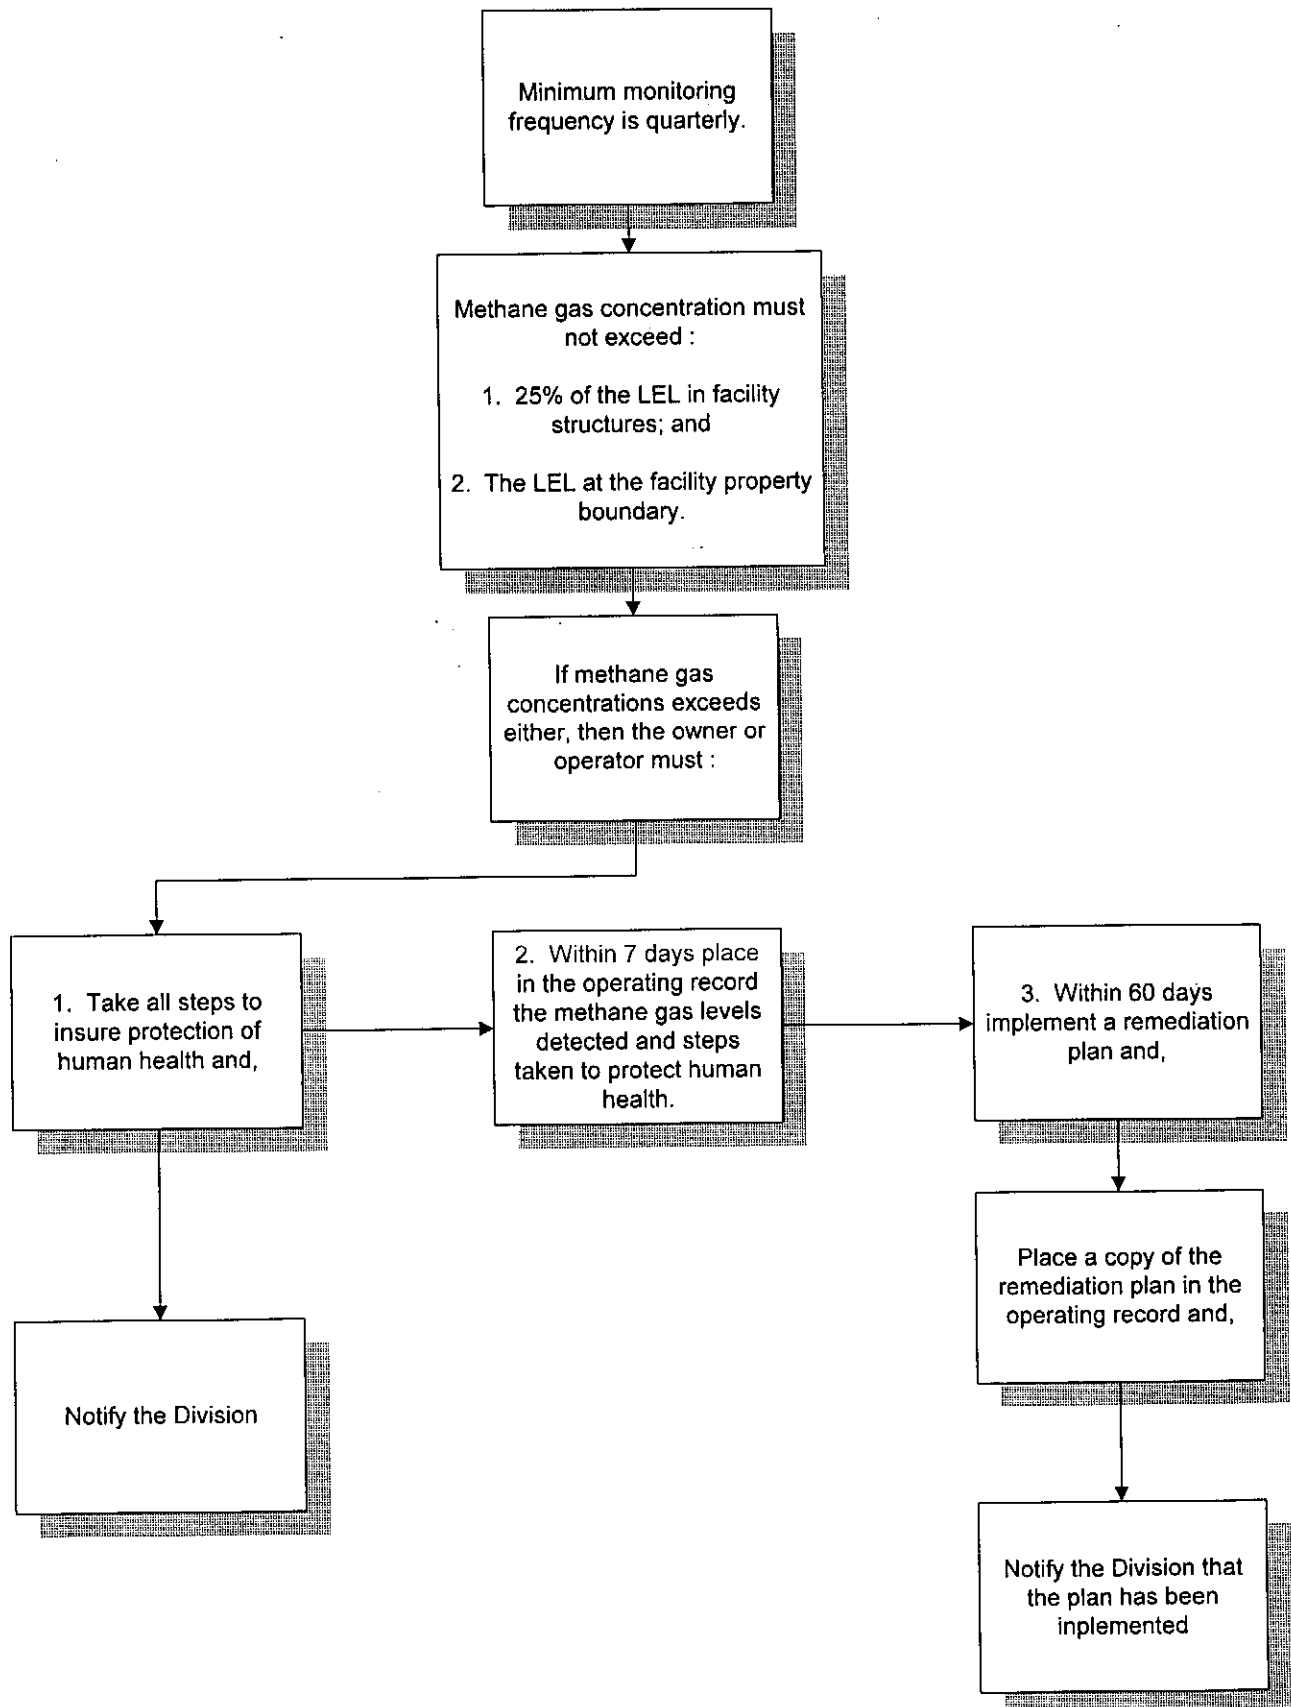 Minimum monitoring
frequency is quarterly.
Methane gas concentration must
not exceed :
1. 25% of the LEL in facility
structures; and
2. The LEL at the facility property
boundary.
If methane gas
concentrations exceeds
either, then the owner or
operator must :
1. Take all steps to
insure protection of
human health and,
2. Within 7 days place
in the operating record
the methane gas levels
detected and steps
taken to protect human
health.
3. Within 60 days
implement a remediation
plan and,
Place a copy of the
remediation plan in the
operating record and,
Notify the Division
Notify the Division that
the plan has been
inplemented